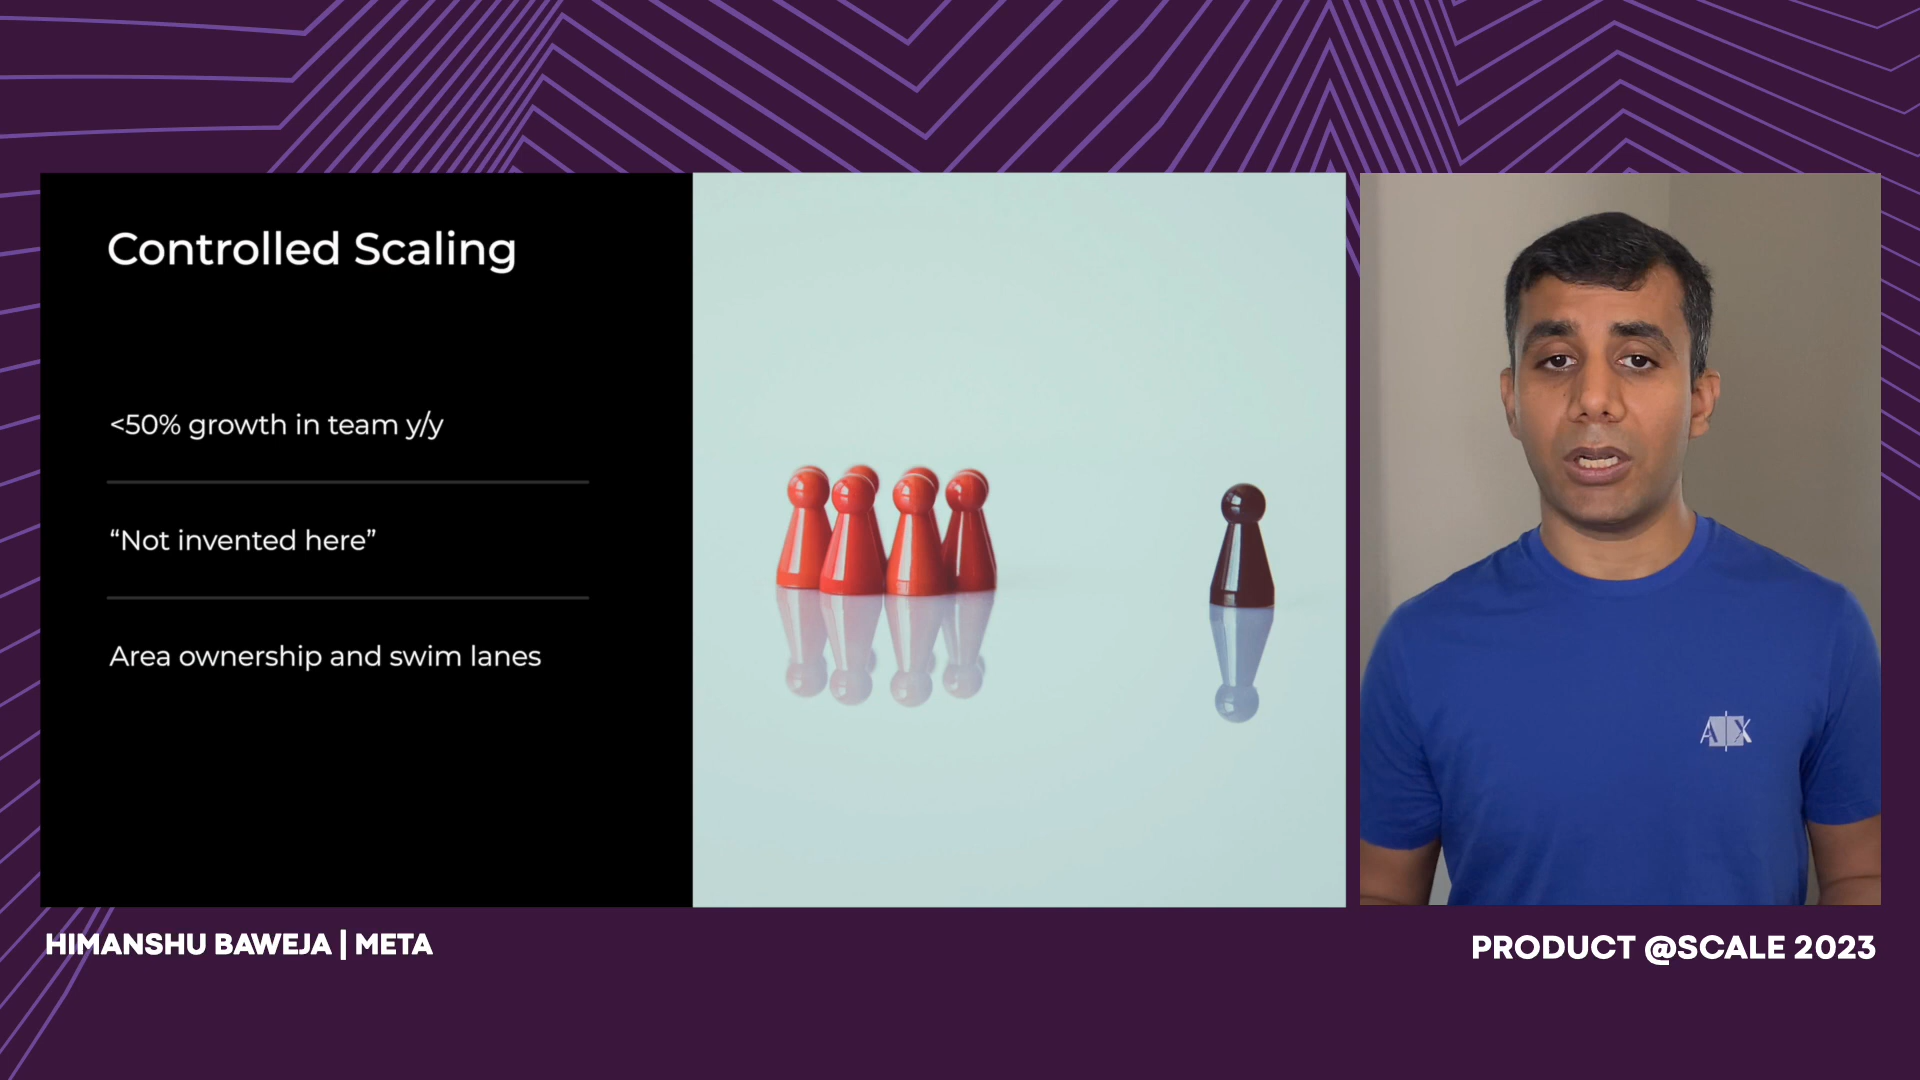 Controlled Scaling
<50% growth in team y/y
“Not invented here”
Area ownership and swim lanes
A|X
HIMANSHU BAWEJA | META
PRODUCT @SCALE 2023